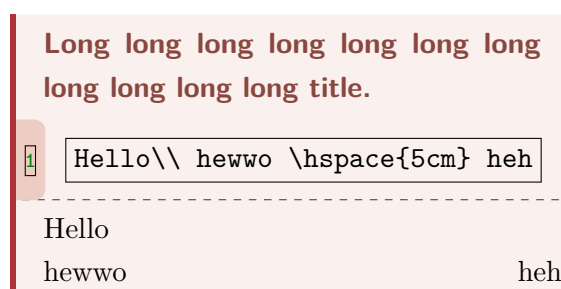 Long long long long long long long
long long long long title.
1 Hello\\ hewwo \hspace{5cm} heh
Hello
hewwo heh